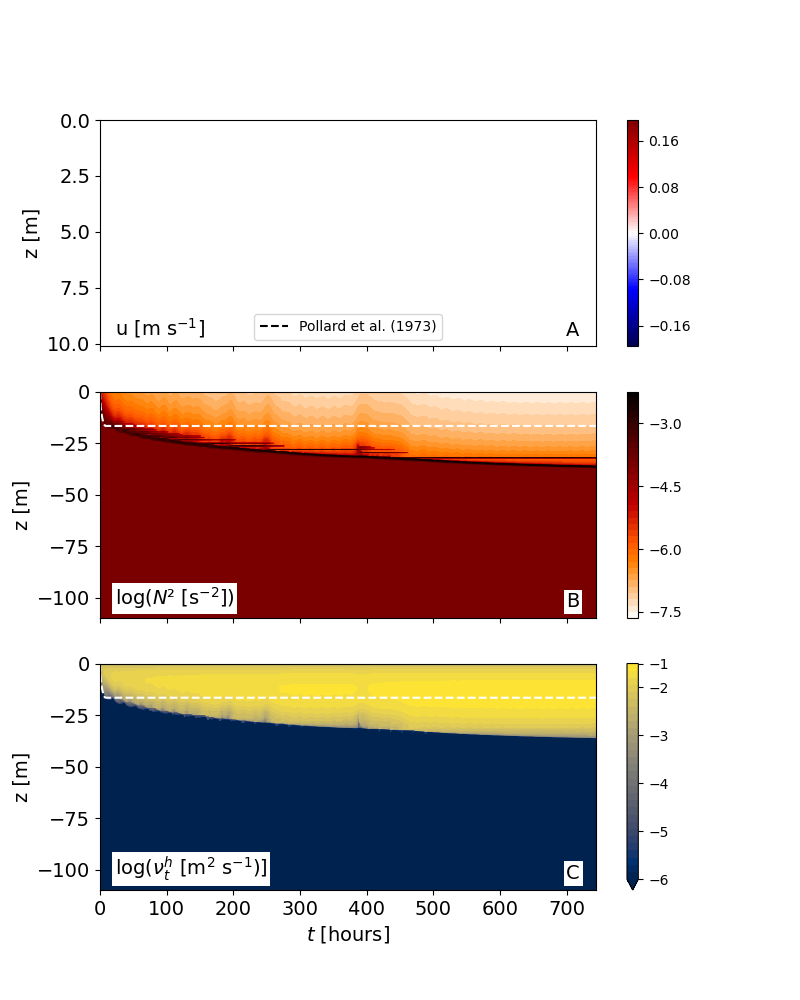 0.0
2.5
5.0
7.5
10.0
z [m]
u [m s⁻¹]
Pollard et al. (1973)
A
0.16
0.08
0.00
−0.08
−0.16
0
−25
−50
−75
−100
z [m]
log(N² [s⁻²])
B
−3.0
−4.5
−6.0
−7.5
0
−25
−50
−75
−100
z [m]
log(νₜʰ [m² s⁻¹)]
C
−1
−2
−3
−4
−5
−6
0 100 200 300 400 500 600 700
t [hours]